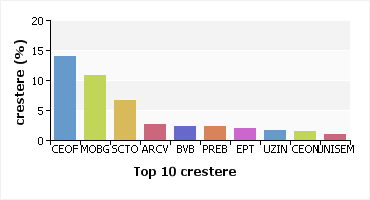 20
15
10
5
0
crestere (%)
CEOF MOBG SCTO ARCV BVB PREB EPT UZIN CEON UNISEM
Top 10 crestere